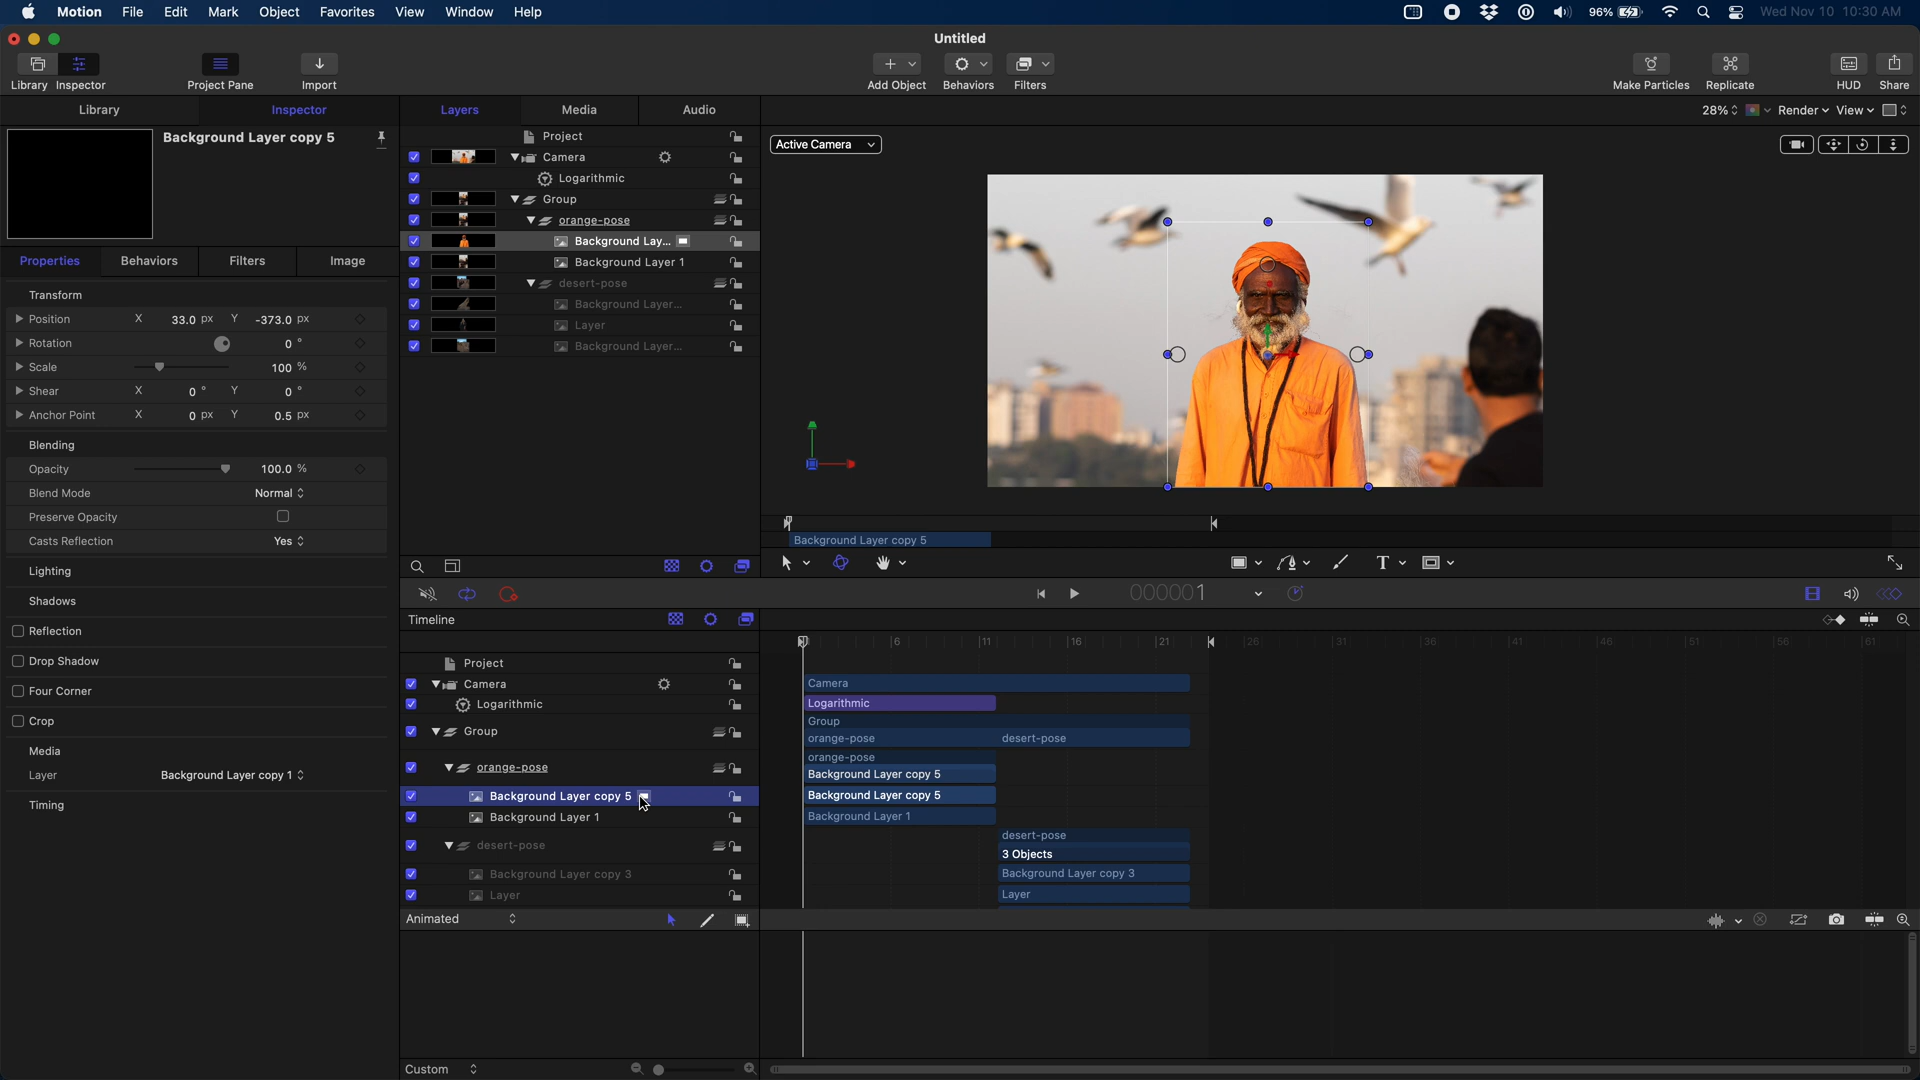 Motion File Edit Mark Object Favorites View Window Help 96% Wed Nov 10 10:30 AM
Untitled
Library Inspector Project Pane Import Add Object Behaviors Filters Make Particles Replicate HUD Share
Library Inspector Layers Media Audio 28% Render View
Background Layer copy 5
Properties Behaviors Filters Image
Transform
Position X 33.0 px Y -373.0 px
Rotation 0 °
Scale 100 %
Shear X 0 ° Y 0 °
Anchor Point X 0 px Y 0.5 px
Blending
Opacity 100.0 %
Blend Mode Normal
Preserve Opacity
Casts Reflection Yes
Lighting
Shadows
Reflection
Drop Shadow
Four Corner
Crop
Media
Layer Background Layer copy 1
Timing
Project
Camera
Logarithmic
Group
orange-pose
Background Lay...
Background Layer 1
desert-pose
Background Layer...
Layer
Background Layer...
Active Camera
Background Layer copy 5
000001
Timeline
6 11 16 21 26 31 36 41 46 51 56 61
Project
Camera
Logarithmic
Group
orange-pose
Background Layer copy 5
Background Layer 1
desert-pose
Background Layer copy 3
Layer
Camera
Logarithmic
Group
orange-pose desert-pose
orange-pose
Background Layer copy 5
Background Layer copy 5
Background Layer 1
desert-pose
3 Objects
Background Layer copy 3
Layer
Animated
Custom